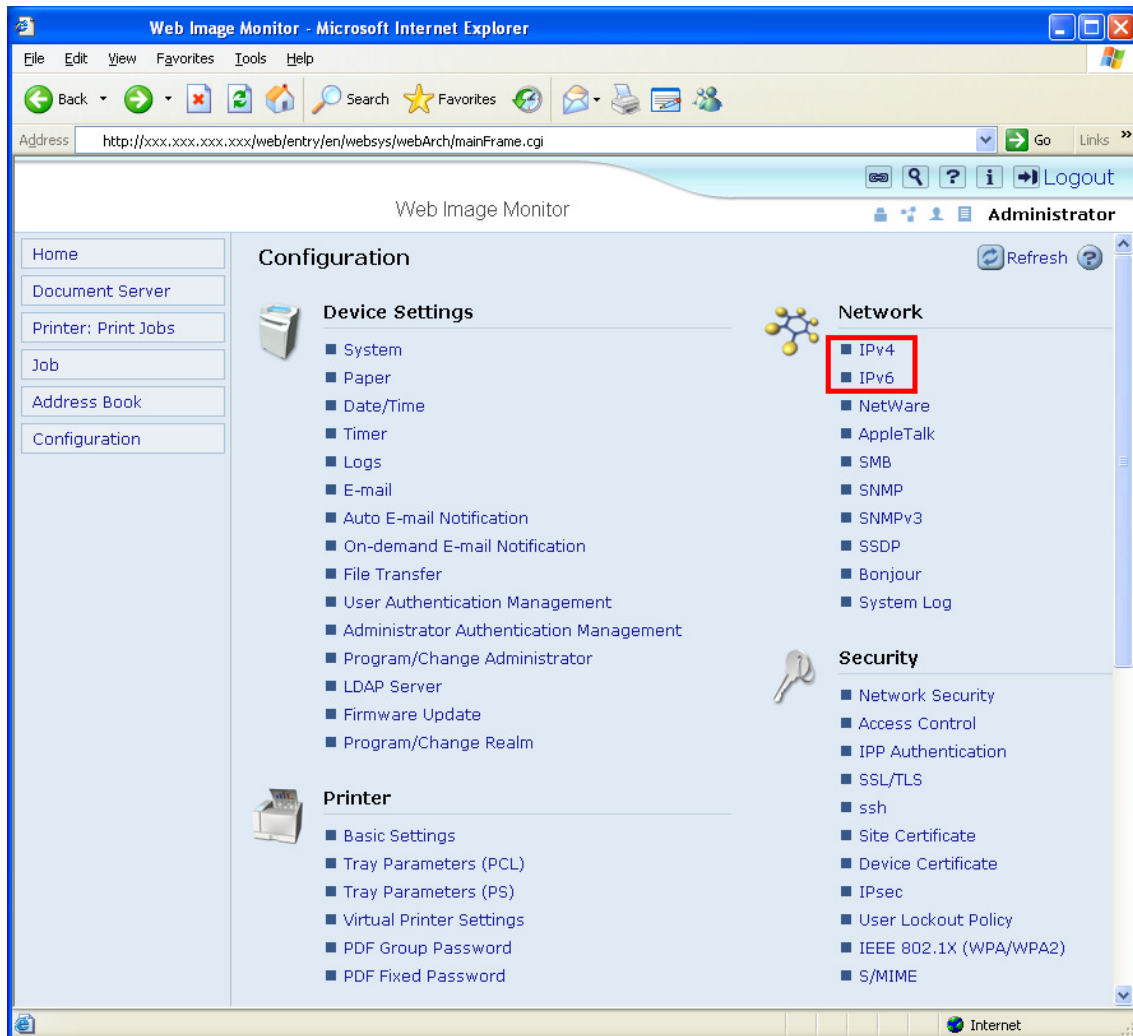 Web Image Monitor - Microsoft Internet Explorer
File Edit View Favorites Tools Help
Back Search Favorites
Address http://xxx.xxx.xxx.xxx/web/entry/en/websys/webArch/mainFrame.cgi Go Links »
? i Logout
Web Image Monitor
Administrator
Home
Document Server
Printer: Print Jobs
Job
Address Book
Configuration
Configuration
Refresh ?
Device Settings
System
Paper
Date/Time
Timer
Logs
E-mail
Auto E-mail Notification
On-demand E-mail Notification
File Transfer
User Authentication Management
Administrator Authentication Management
Program/Change Administrator
LDAP Server
Firmware Update
Program/Change Realm
Printer
Basic Settings
Tray Parameters (PCL)
Tray Parameters (PS)
Virtual Printer Settings
PDF Group Password
PDF Fixed Password
Network
IPv4
IPv6
NetWare
AppleTalk
SMB
SNMP
SNMPv3
SSDP
Bonjour
System Log
Security
Network Security
Access Control
IPP Authentication
SSL/TLS
ssh
Site Certificate
Device Certificate
IPsec
User Lockout Policy
IEEE 802.1X (WPA/WPA2)
S/MIME
Internet